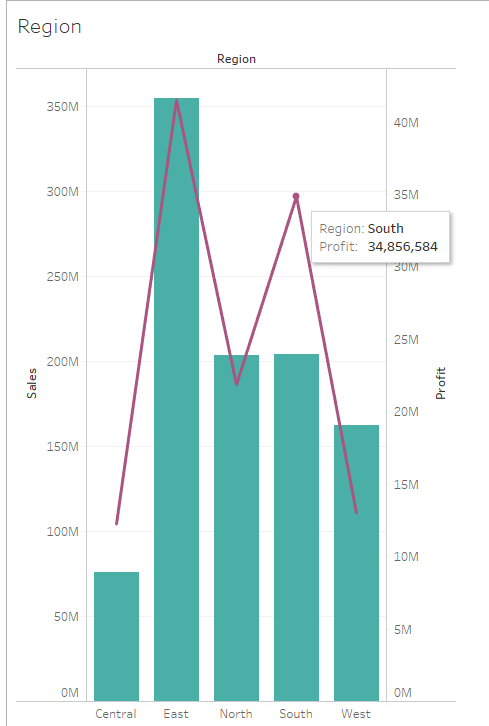 Region
Region
350M
300M
250M
200M
150M
100M
50M
0M
Sales
40M
35M
30M
25M
20M
15M
10M
5M
0M
Profit
Region: South
Profit: 34,856,584
Central East North South West